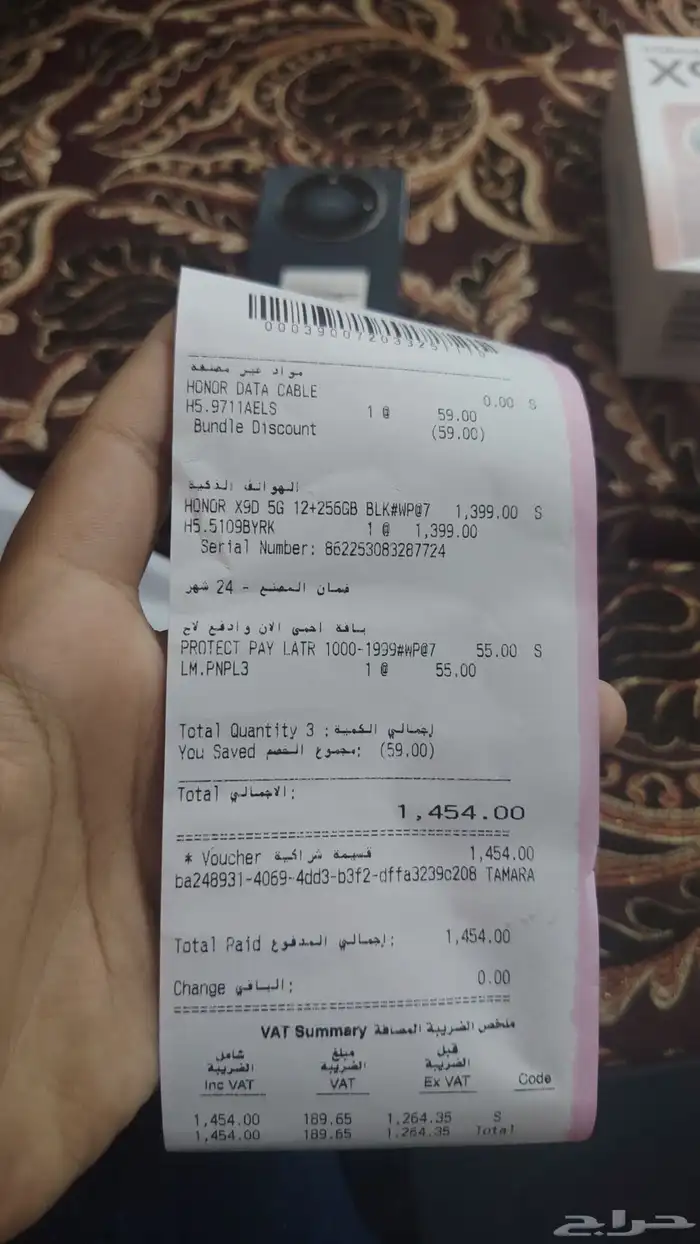 X9
مواد غير مصنفة
HONOR DATA CABLE 0.00 S
H5.9711AELS 1 @ 59.00
Bundle Discount (59.00)
الهواتف الذكية
HONOR X9D 5G 12+256GB BLK#WP@7 1,399.00 S
H5.5109BYRK 1 @ 1,399.00
Serial Number: 862253083287724
ضمان المصنع - 24 شهر
باقة احمي الان وادفع لاح
PROTECT PAY LATR 1000-1999#WP@7 55.00 S
LM.PNPL3 1 @ 55.00
Total Quantity 3 : إجمالي الكمية
You Saved مجموع الخصم: (59.00)
Total الاجمالي:
1,454.00
* Voucher قسيمة شراكية 1,454.00
ba248931-4069-4dd3-b3f2-dffa3239c208 TAMARA
Total Paid إجمالي المدفوع: 1,454.00
Change الباقي: 0.00
VAT Summary ملخص الضريبة المضافة
شامل الضريبة مبلغ الضريبة قبل الضريبة
Inc VAT VAT Ex VAT Code
1,454.00 189.65 1,264.35 S
1,454.00 189.65 1,264.35 Total
حراج